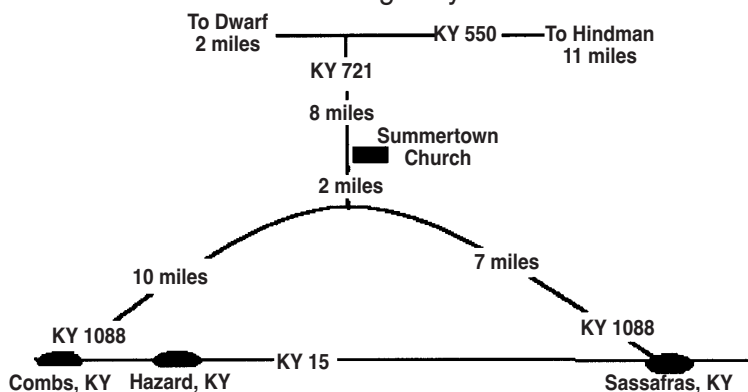 To Dwarf
2 miles
KY 550
To Hindman
11 miles
KY 721
8 miles
Summertown
Church
2 miles
10 miles
7 miles
KY 1088
KY 1088
KY 15
Combs, KY
Hazard, KY
Sassafras, KY